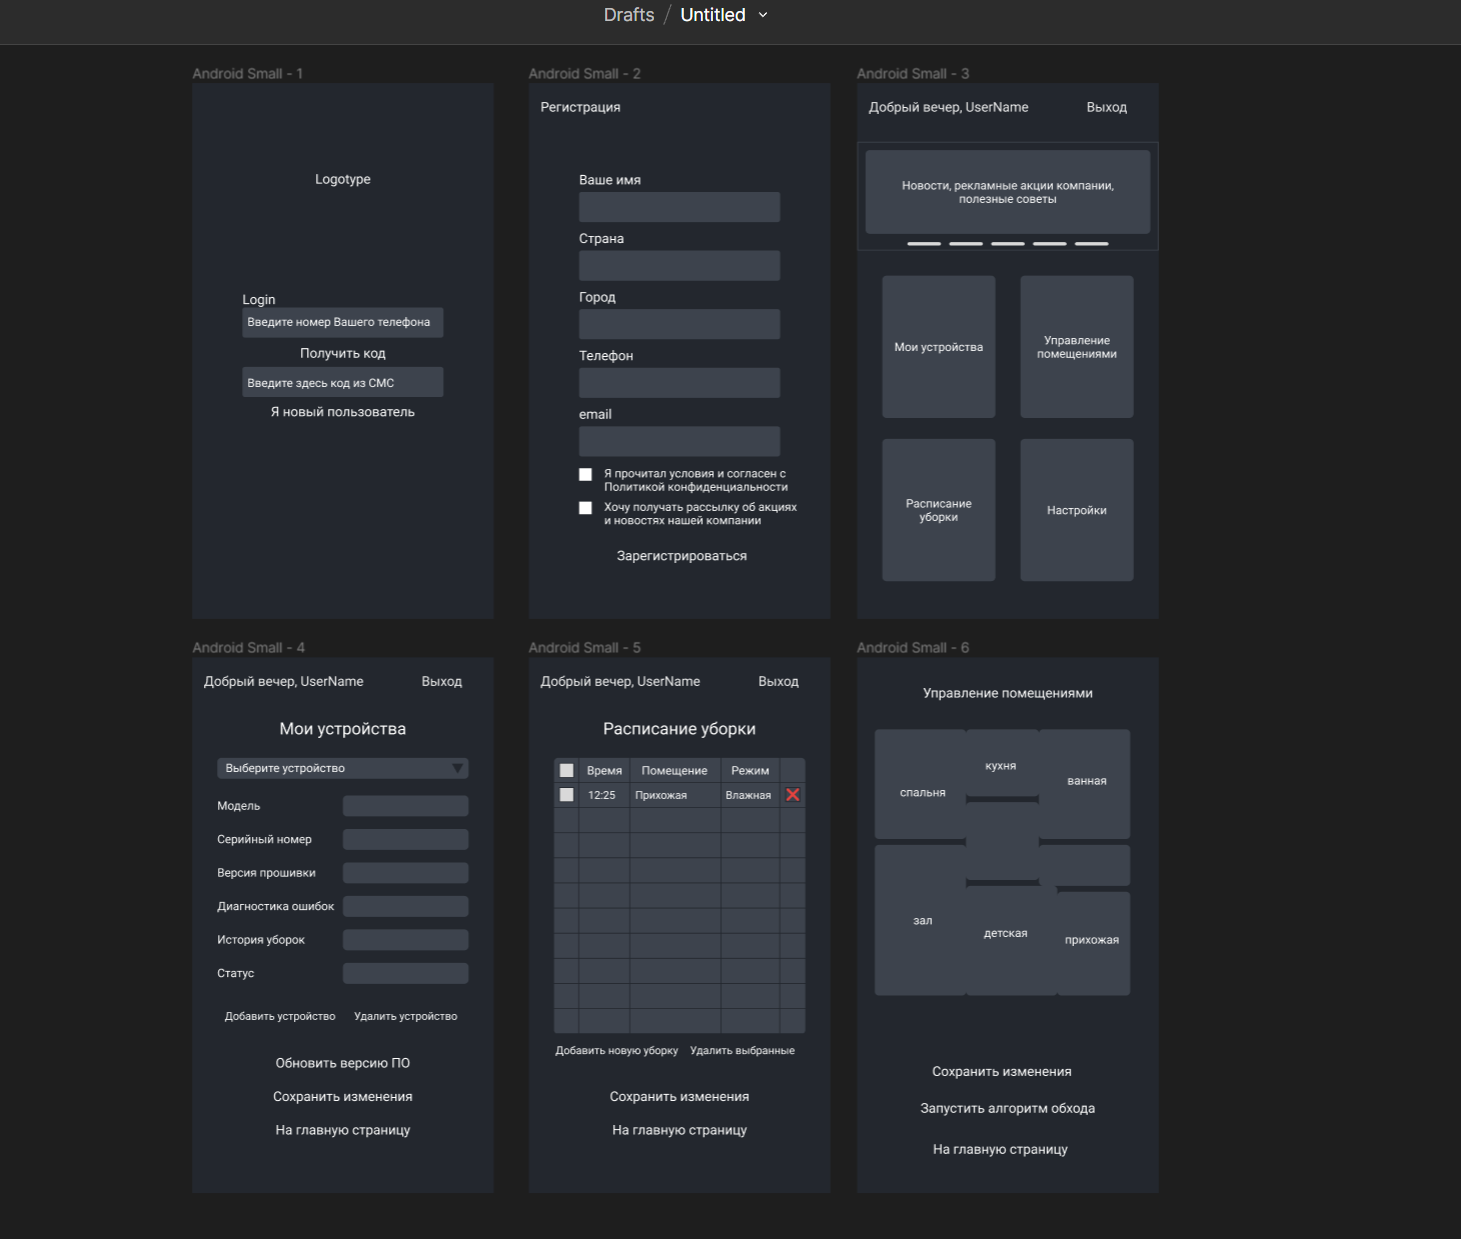 Drafts / Untitled
Android Small - 1
Logotype
Login
Введите номер Вашего телефона
Получить код
Введите здесь код из СМС
Я новый пользователь
Android Small - 2
Регистрация
Ваше имя
Страна
Город
Телефон
email
Я прочитал условия и согласен с
Политикой конфиденциальности
Хочу получать рассылку об акциях
и новостях нашей компании
Зарегистрироваться
Android Small - 3
Добрый вечер, UserName
Выход
Новости, рекламные акции компании,
полезные советы
Мои устройства
Управление
помещениями
Расписание
уборки
Настройки
Android Small - 4
Добрый вечер, UserName
Выход
Мои устройства
Выберите устройство
Модель
Серийный номер
Версия прошивки
Диагностика ошибок
История уборок
Статус
Добавить устройство
Удалить устройство
Обновить версию ПО
Сохранить изменения
На главную страницу
Android Small - 5
Добрый вечер, UserName
Выход
Расписание уборки
Время Помещение Режим
12:25 Прихожая Влажная
Добавить новую уборку
Удалить выбранные
Сохранить изменения
На главную страницу
Android Small - 6
Управление помещениями
спальня
кухня
ванная
зал
детская
прихожая
Сохранить изменения
Запустить алгоритм обхода
На главную страницу